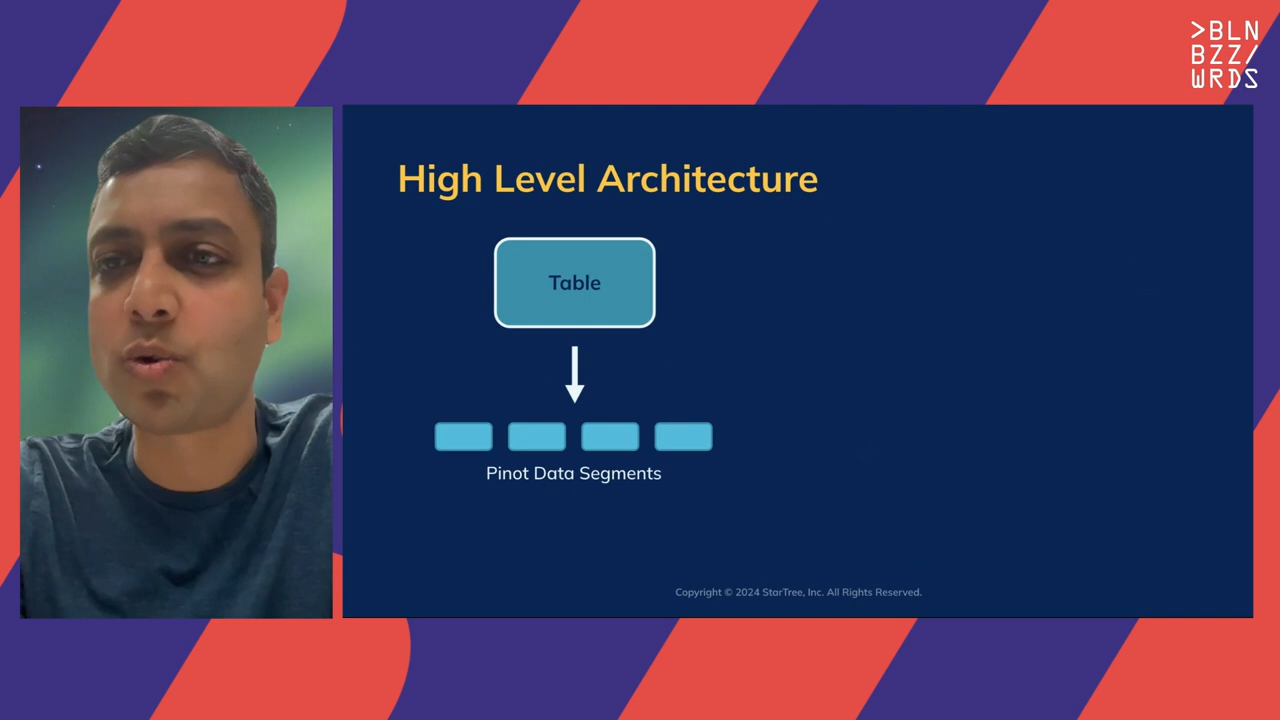 >BLN
BZZ/
WRDS
High Level Architecture
Table
Pinot Data Segments
Copyright © 2024 StarTree, Inc. All Rights Reserved.